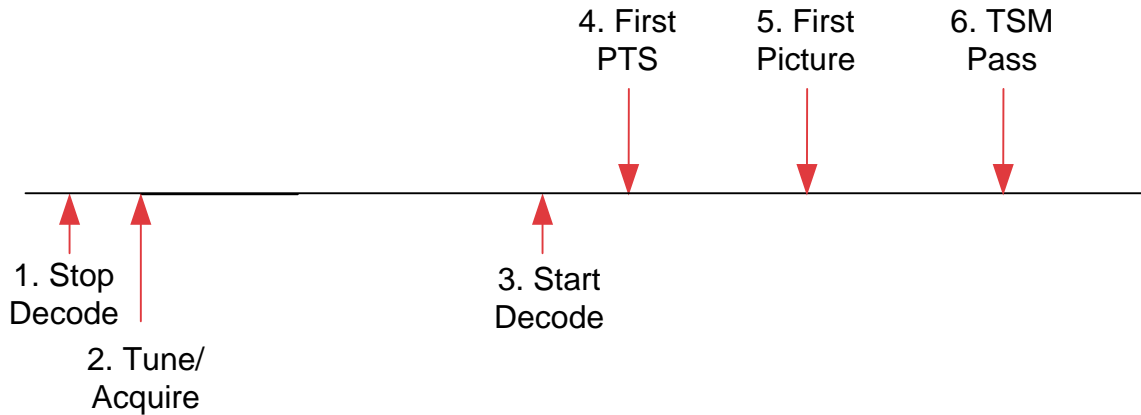 4. First
PTS
5. First
Picture
6. TSM
Pass
1. Stop
Decode
3. Start
Decode
2. Tune/
Acquire